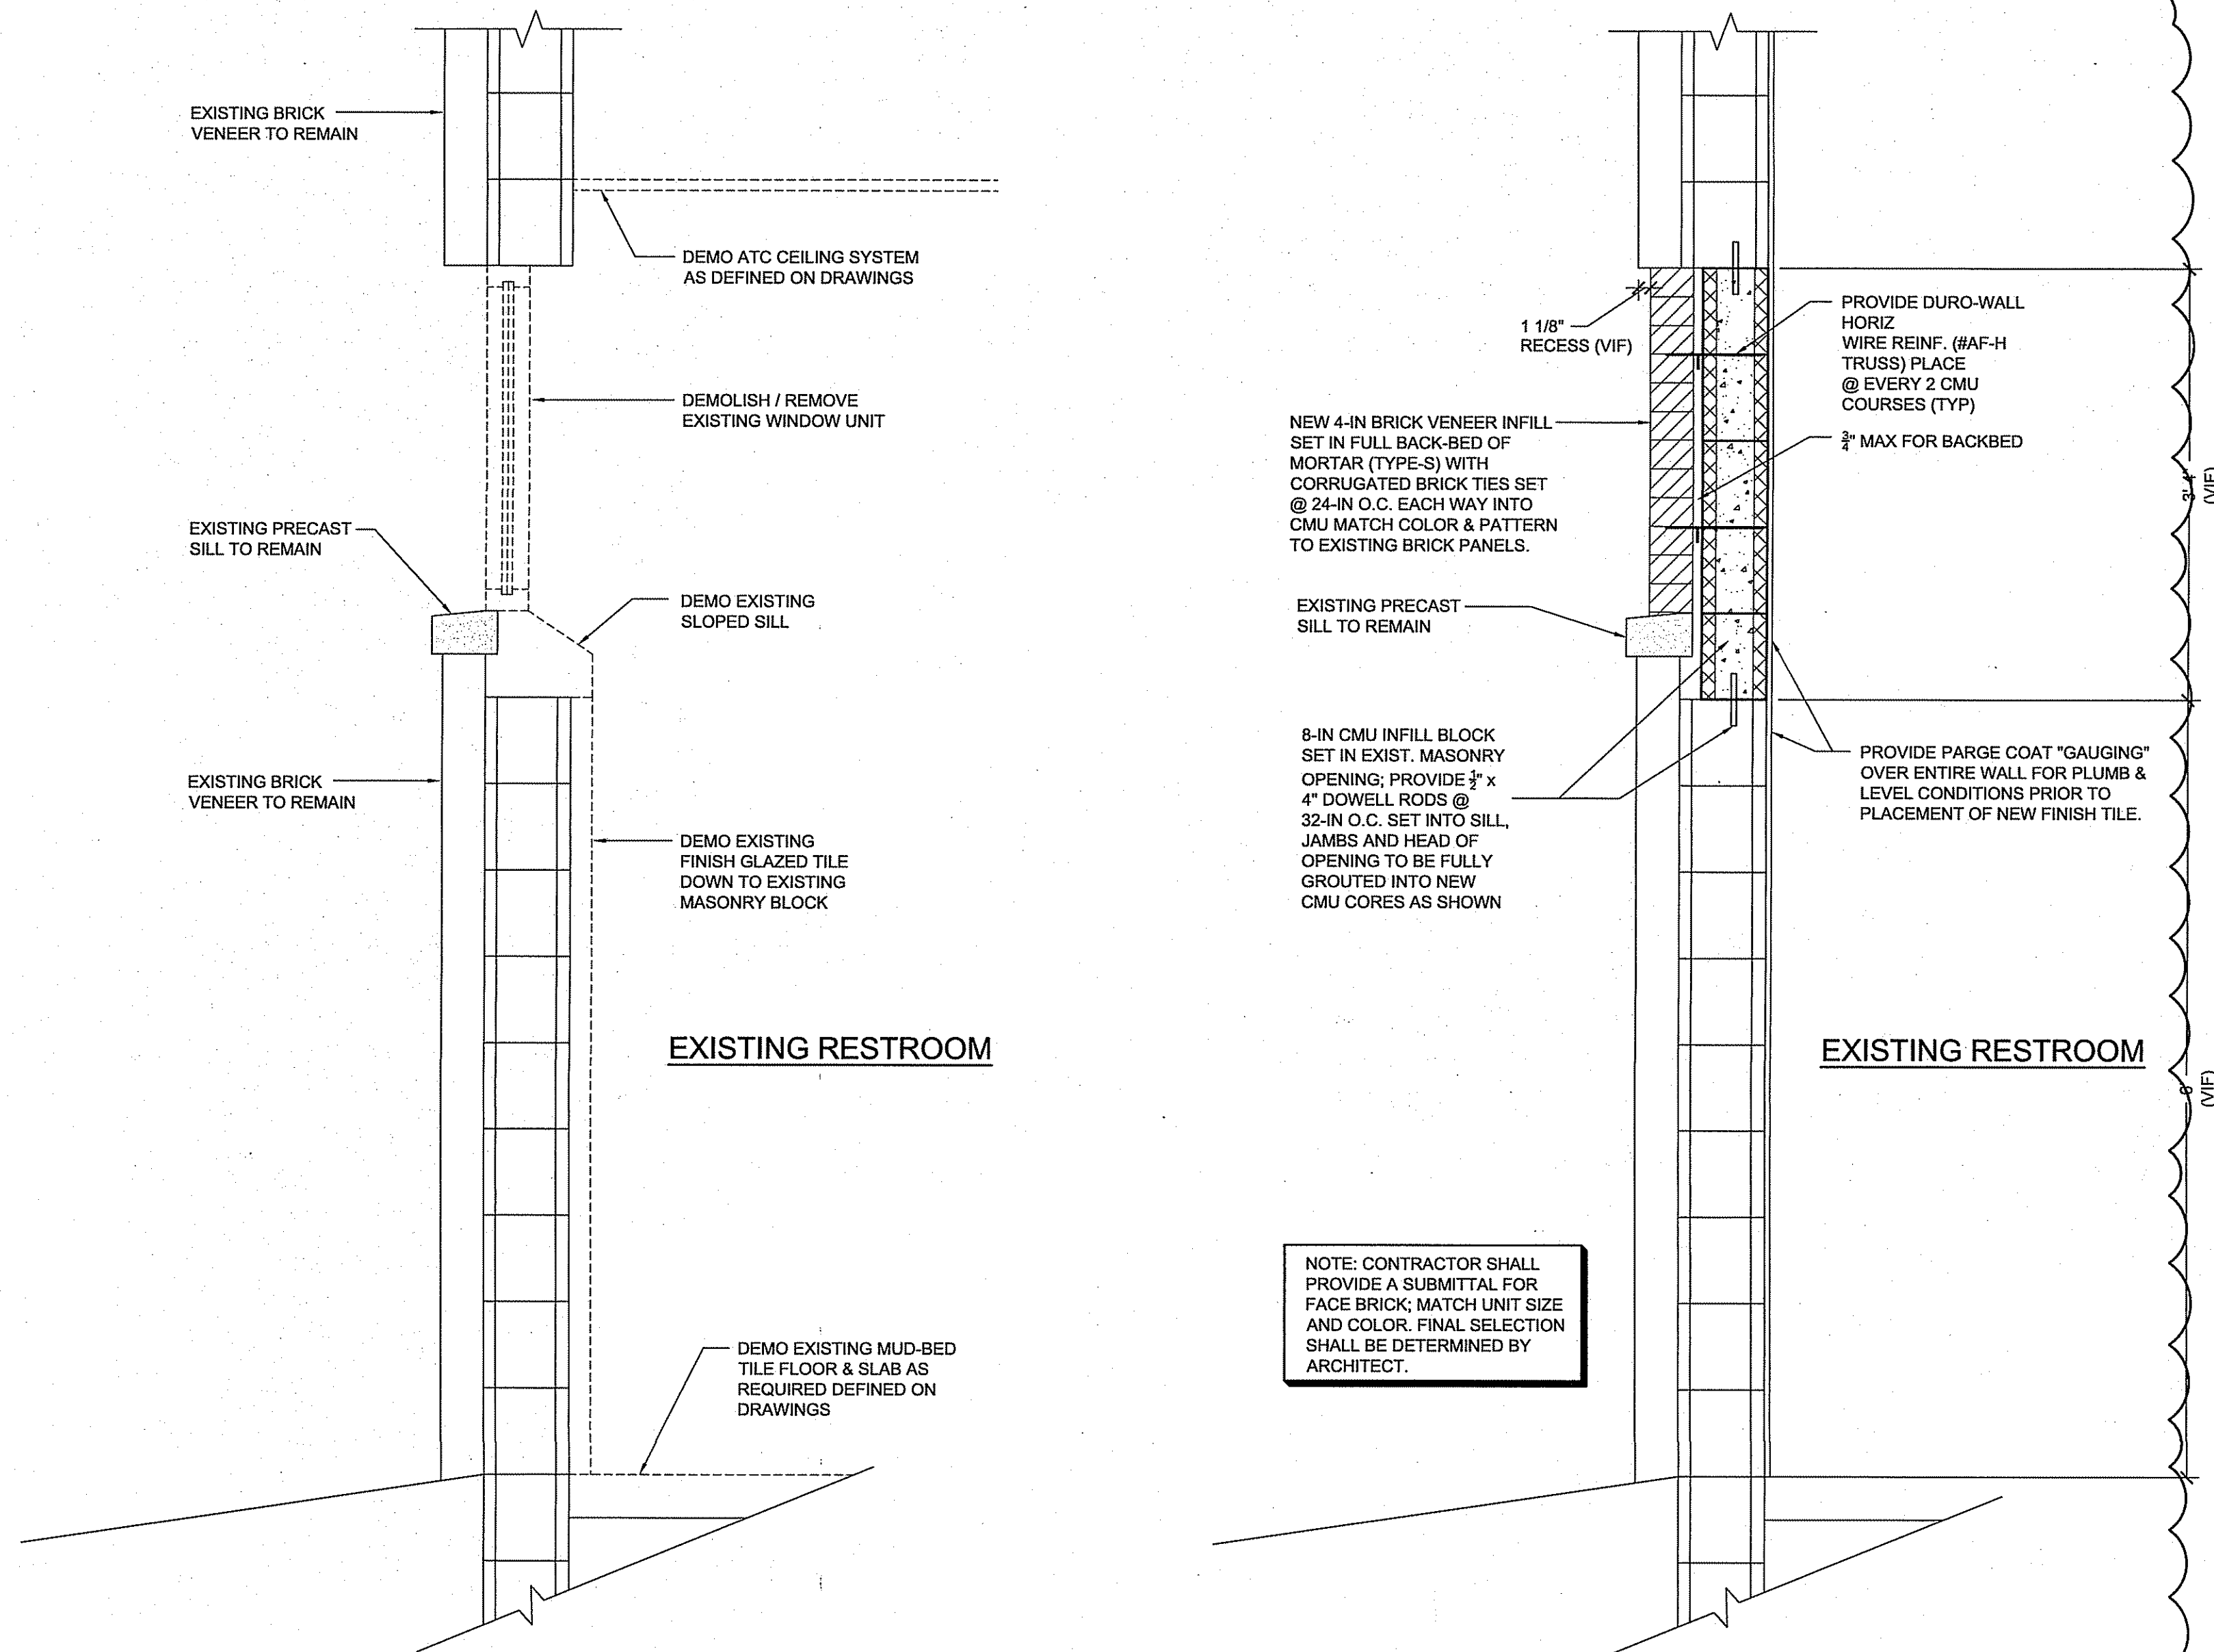 EXISTING BRICK
VENEER TO REMAIN
DEMO ATC CEILING SYSTEM
AS DEFINED ON DRAWINGS
DEMOLISH / REMOVE
EXISTING WINDOW UNIT
EXISTING PRECAST
SILL TO REMAIN
DEMO EXISTING
SLOPED SILL
EXISTING BRICK
VENEER TO REMAIN
DEMO EXISTING
FINISH GLAZED TILE
DOWN TO EXISTING
MASONRY BLOCK
EXISTING RESTROOM
DEMO EXISTING MUD-BED
TILE FLOOR & SLAB AS
REQUIRED DEFINED ON
DRAWINGS
1 1/8"
RECESS (VIF)
PROVIDE DURO-WALL
HORIZ
WIRE REINF. (#AF-H
TRUSS) PLACE
@ EVERY 2 CMU
COURSES (TYP)
3/4" MAX FOR BACKBED
NEW 4-IN BRICK VENEER INFILL
SET IN FULL BACK-BED OF
MORTAR (TYPE-S) WITH
CORRUGATED BRICK TIES SET
@ 24-IN O.C. EACH WAY INTO
CMU MATCH COLOR & PATTERN
TO EXISTING BRICK PANELS.
(VIF)
EXISTING PRECAST
SILL TO REMAIN
8-IN CMU INFILL BLOCK
SET IN EXIST. MASONRY
OPENING; PROVIDE 1/2" x
4" DOWELL RODS @
32-IN O.C. SET INTO SILL,
JAMBS AND HEAD OF
OPENING TO BE FULLY
GROUTED INTO NEW
CMU CORES AS SHOWN
PROVIDE PARGE COAT "GAUGING"
OVER ENTIRE WALL FOR PLUMB &
LEVEL CONDITIONS PRIOR TO
PLACEMENT OF NEW FINISH TILE.
EXISTING RESTROOM
(VIF)
NOTE: CONTRACTOR SHALL
PROVIDE A SUBMITTAL FOR
FACE BRICK; MATCH UNIT SIZE
AND COLOR. FINAL SELECTION
SHALL BE DETERMINED BY
ARCHITECT.